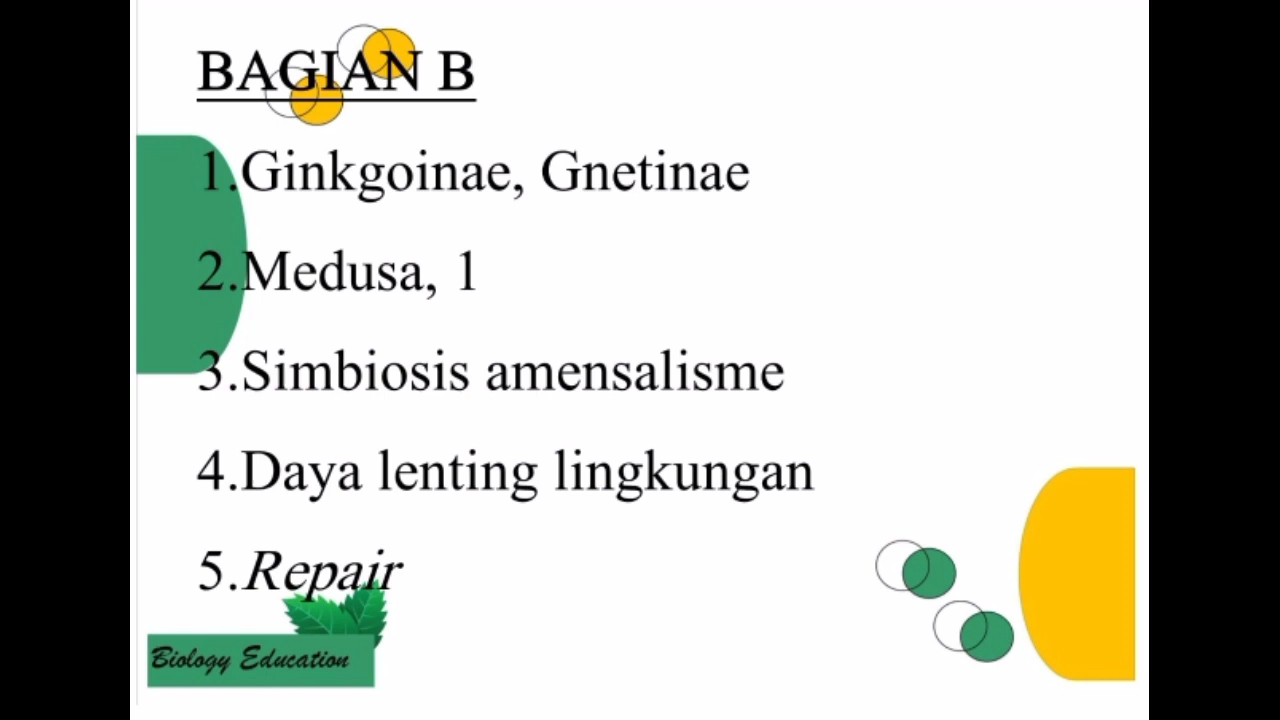 BAGIAN B
1.Ginkgoinae, Gnetinae
2.Medusa, 1
3.Simbiosis amensalisme
4.Daya lenting lingkungan
5.Repair
Biology Education